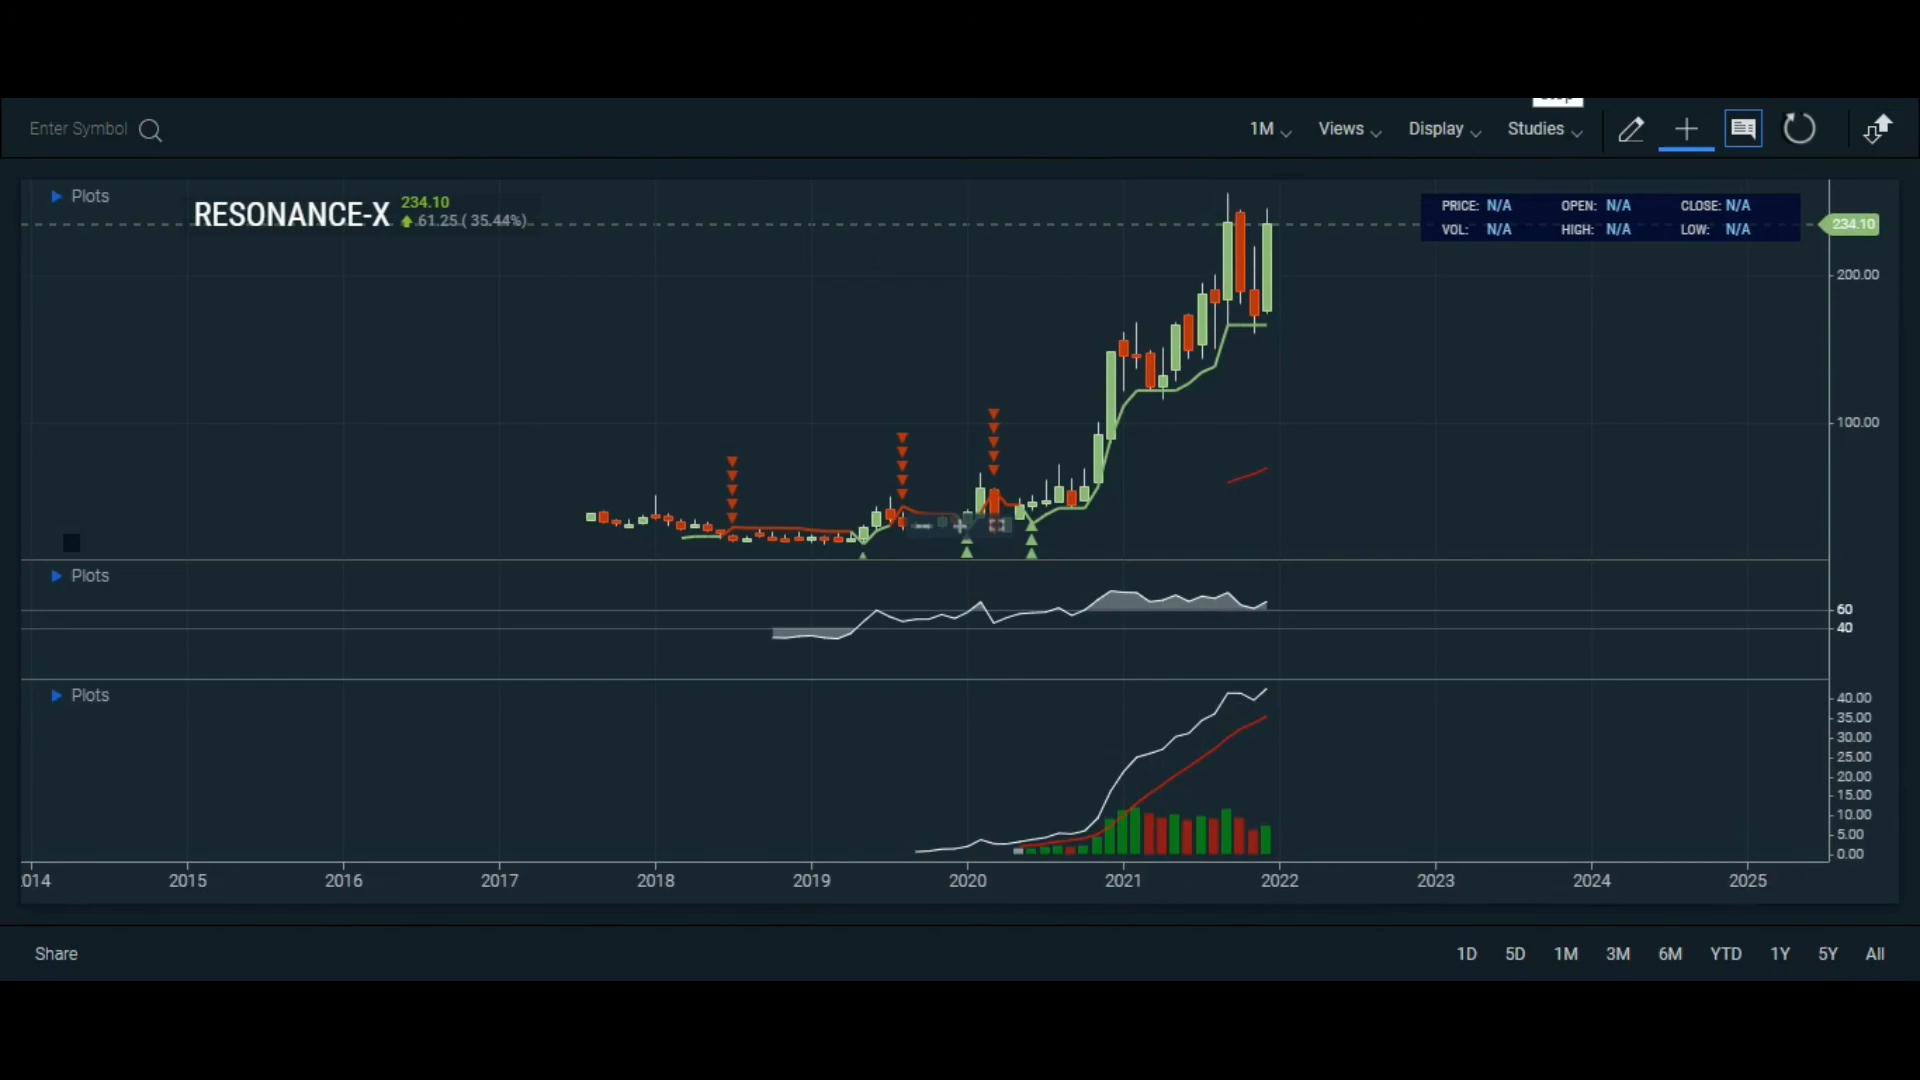 Enter Symbol
1M Views Display Studies
Plots
RESONANCE-X
234.10
61.25 ( 35.44%)
PRICE: N/A OPEN: N/A CLOSE: N/A
VOL: N/A HIGH: N/A LOW: N/A
234.10
200.00
100.00
Plots
60
40
Plots
40.00
35.00
30.00
25.00
20.00
15.00
10.00
5.00
0.00
2015 2016 2017 2018 2019 2020 2021 2022 2023 2024 2025
Share
1D 5D 1M 3M 6M YTD 1Y 5Y All